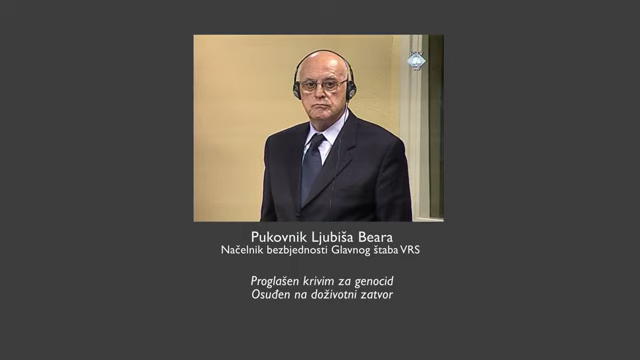 Pukovnik Ljubiša Beara
Načelnik bezbjednosti Glavnog štaba VRS
Proglašen krivim za genocid
Osuđen na doživotni zatvor